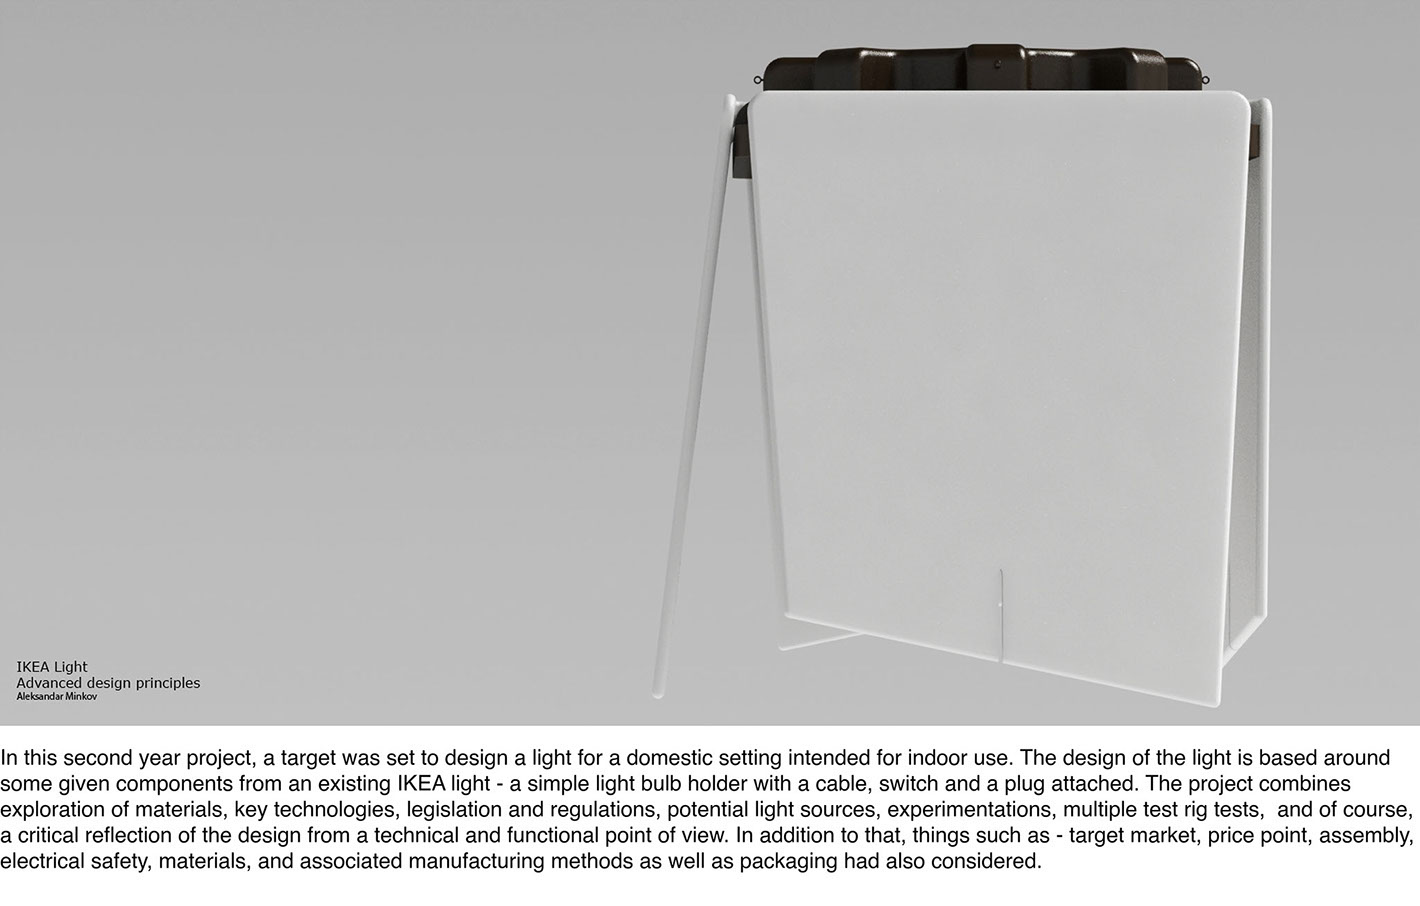 IKEA Light
Advanced design principles
Aleksandar Minkov
In this second year project, a target was set to design a light for a domestic setting intended for indoor use. The design of the light is based around
some given components from an existing IKEA light - a simple light bulb holder with a cable, switch and a plug attached. The project combines
exploration of materials, key technologies, legislation and regulations, potential light sources, experimentations, multiple test rig tests,  and of course,
a critical reflection of the design from a technical and functional point of view. In addition to that, things such as - target market, price point, assembly,
electrical safety, materials, and associated manufacturing methods as well as packaging had also considered.